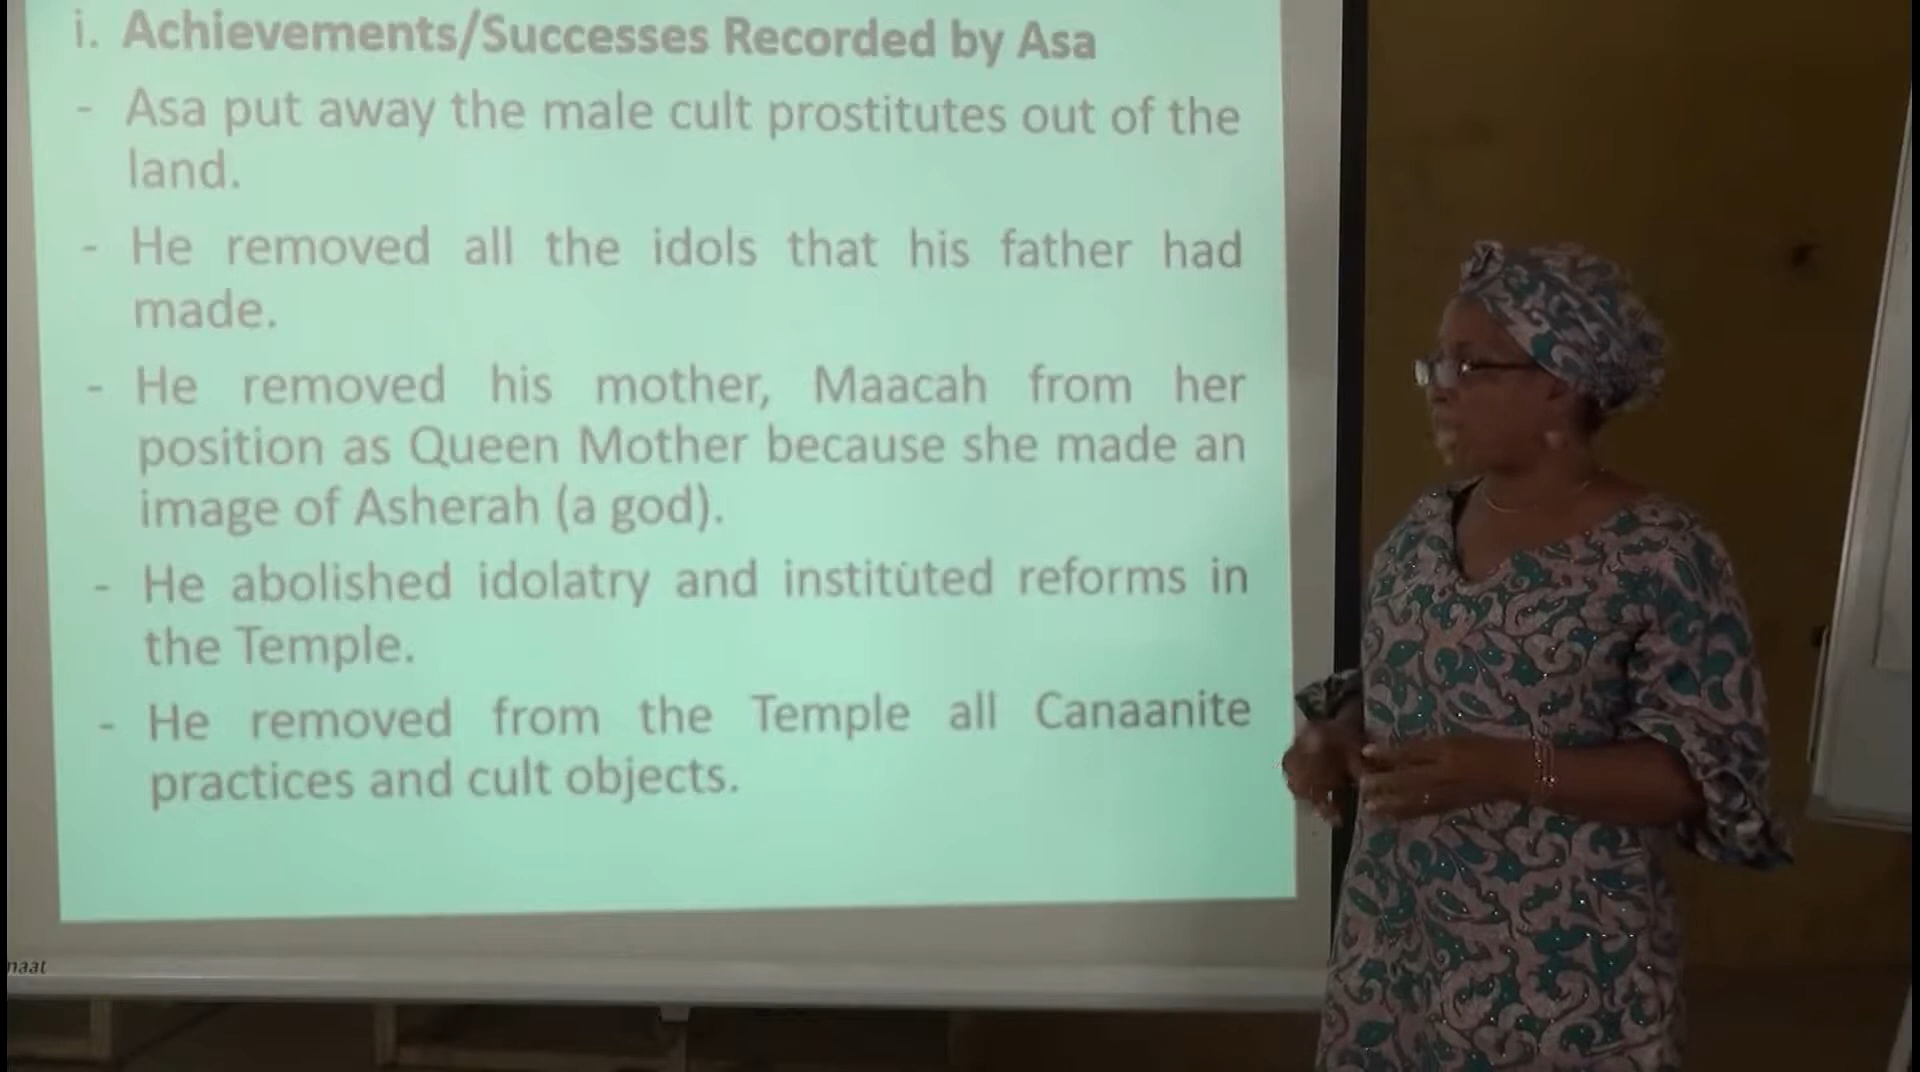 i. Achievements/Successes Recorded by Asa
- Asa put away the male cult prostitutes out of the
land.
- He removed all the idols that his father had
made.
- He removed his mother, Maacah from her
position as Queen Mother because she made an
image of Asherah (a god).
- He abolished idolatry and instituted reforms in
the Temple.
- He removed from the Temple all Canaanite
practices and cult objects.
naat